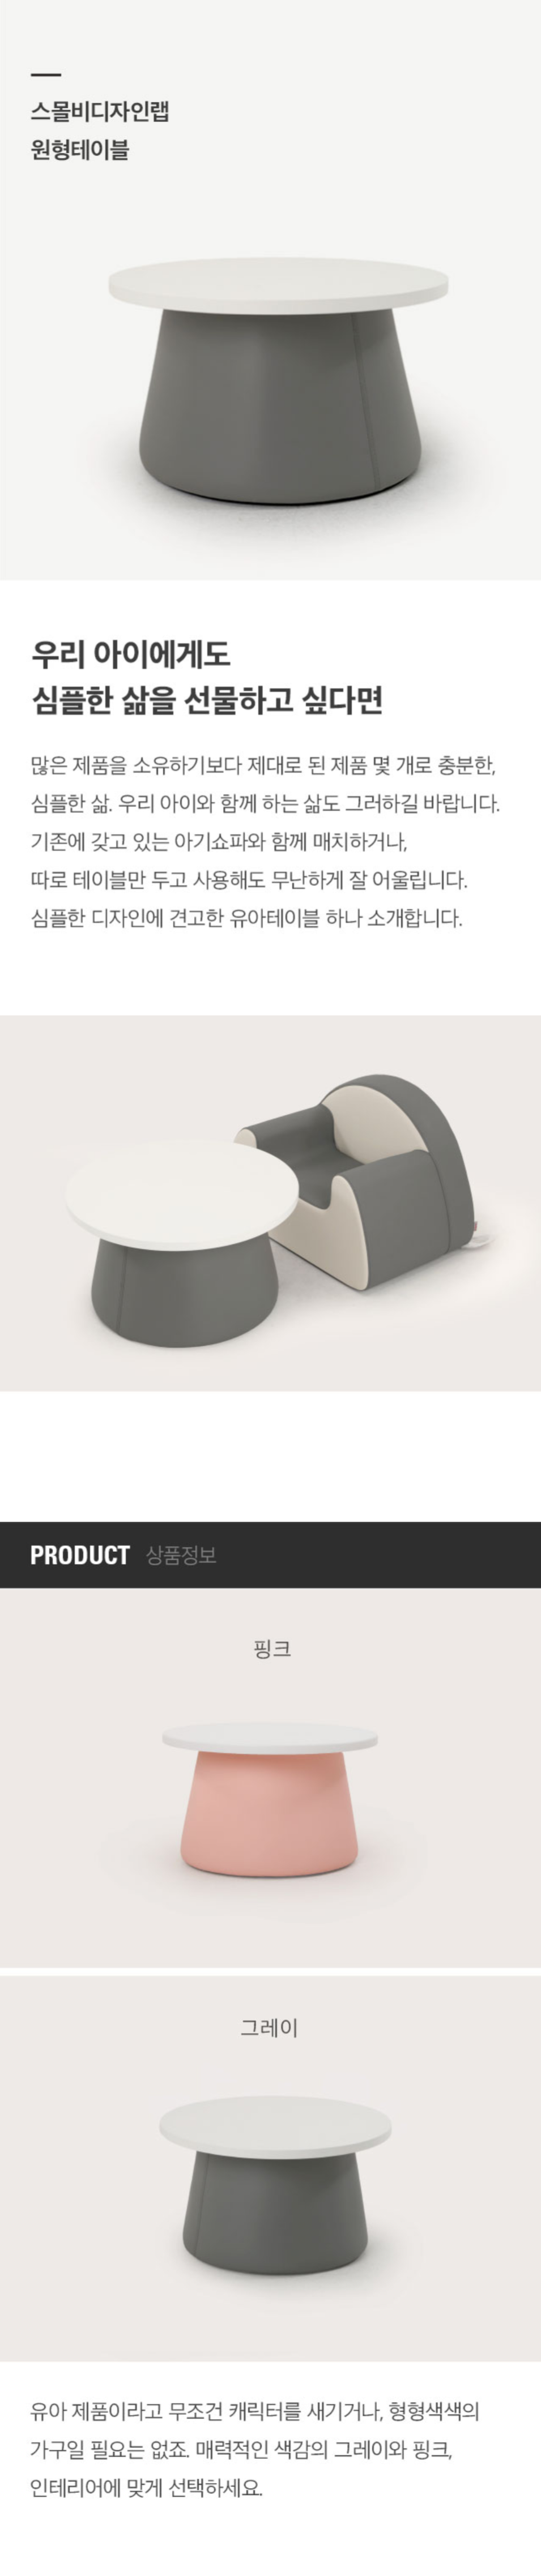 스몰비디자인랩
원형테이블
우리 아이에게도
심플한 삶을 선물하고 싶다면
많은 제품을 소유하기보다 제대로 된 제품 몇 개로 충분한,
심플한 삶. 우리 아이와 함께 하는 삶도 그러하길 바랍니다.
기존에 갖고 있는 아기쇼파와 함께 매치하거나,
따로 테이블만 두고 사용해도 무난하게 잘 어울립니다.
심플한 디자인에 견고한 유아테이블 하나 소개합니다.
PRODUCT 상품정보
핑크
그레이
유아 제품이라고 무조건 캐릭터를 새기거나, 형형색색의
가구일 필요는 없죠. 매력적인 색감의 그레이와 핑크,
인테리어에 맞게 선택하세요.